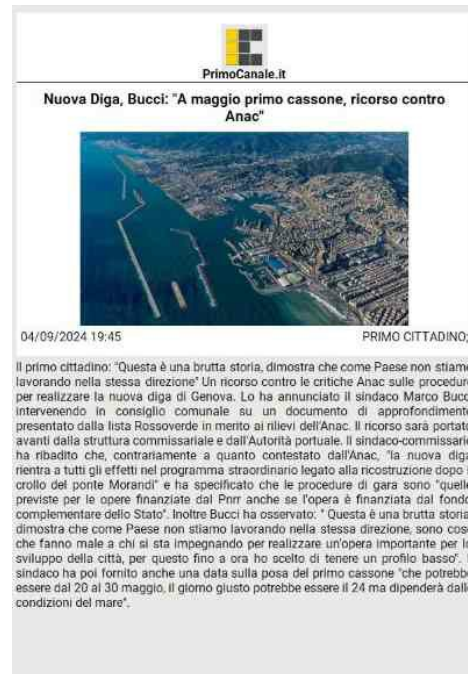 PrimoCanale.it
Nuova Diga, Bucci: "A maggio primo cassone, ricorso contro
Anac"
04/09/2024 19:45 PRIMO CITTADINO;
Il primo cittadino: "Questa è una brutta storia, dimostra che come Paese non stiamo
lavorando nella stessa direzione" Un ricorso contro le critiche Anac sulle procedure
per realizzare la nuova diga di Genova. Lo ha annunciato il sindaco Marco Bucci
intervenendo in consiglio comunale su un documento di approfondimento
presentato dalla lista Rossoverde in merito ai rilievi dell'Anac. Il ricorso sarà portato
avanti dalla struttura commissariale e dall'Autorità portuale. Il sindaco-commissario
ha ribadito che, contrariamente a quanto contestato dall'Anac, "la nuova diga
rientra a tutti gli effetti nel programma straordinario legato alla ricostruzione dopo il
crollo del ponte Morandi" e ha specificato che le procedure di gara sono "quelle
previste per le opere finanziate dal Pnrr anche se l'opera è finanziata dal fondo
complementare dello Stato". Inoltre Bucci ha osservato: " Questa è una brutta storia,
dimostra che come Paese non stiamo lavorando nella stessa direzione, sono cose
che fanno male a chi si sta impegnando per realizzare un'opera importante per lo
sviluppo della città, per questo fino a ora ho scelto di tenere un profilo basso". Il
sindaco ha poi fornito anche una data sulla posa del primo cassone "che potrebbe
essere dal 20 al 30 maggio, il giorno giusto potrebbe essere il 24 ma dipenderà dalle
condizioni del mare".